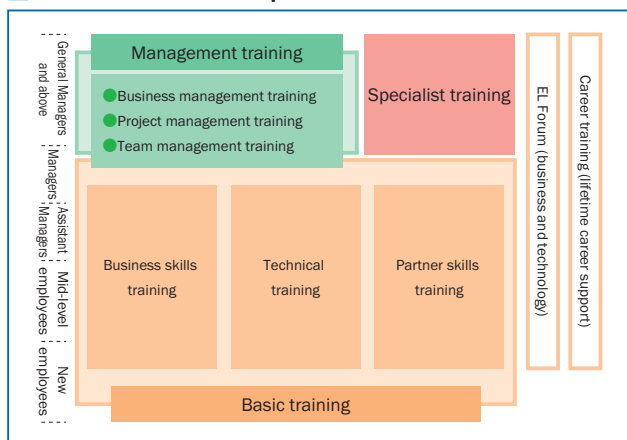 General Managers
and above
Managers
Assistant
Managers
Mid-level
employees
New
employees
Management training
Business management training
Project management training
Team management training
Specialist training
Business skills
training
Technical
training
Partner skills
training
Basic training
EL Forum (business and technology)
Career training (lifetime career support)